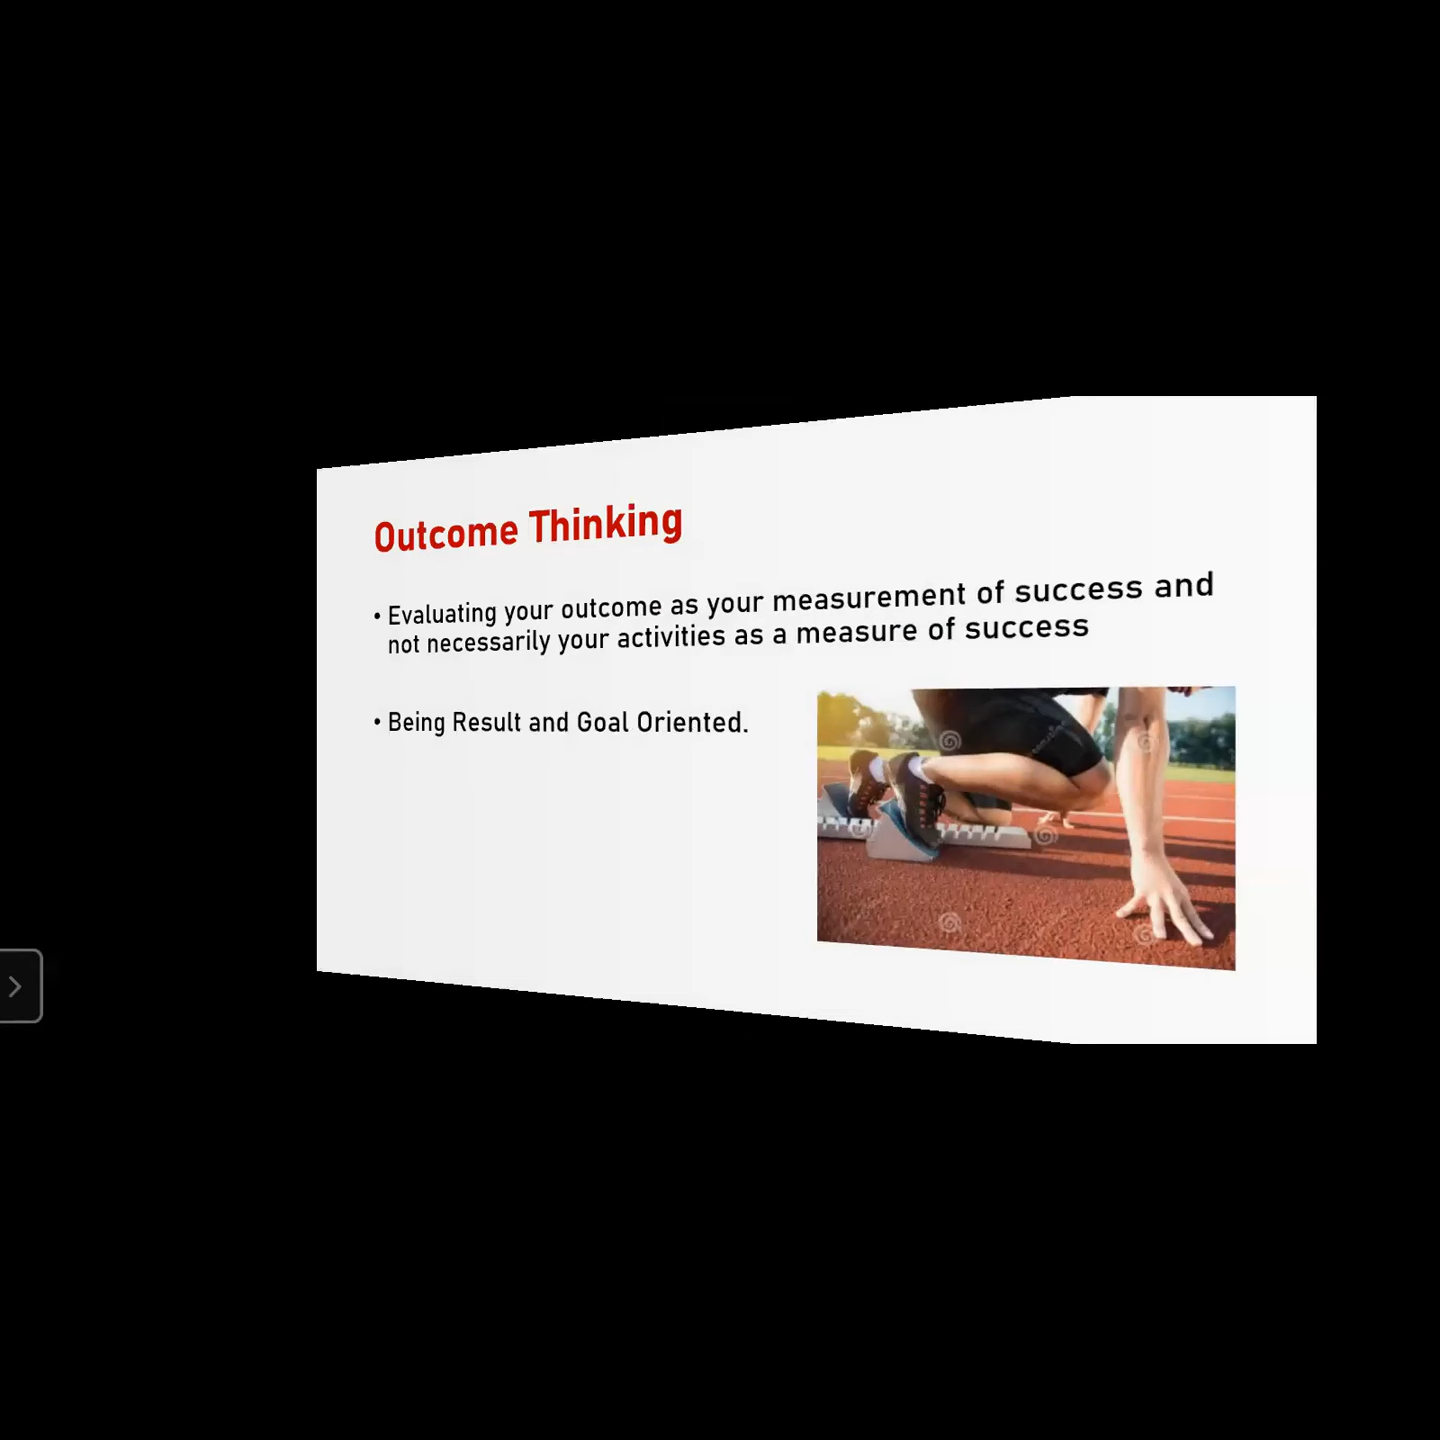 Outcome Thinking
• Evaluating your outcome as your measurement of success and
not necessarily your activities as a measure of success
• Being Result and Goal Oriented.